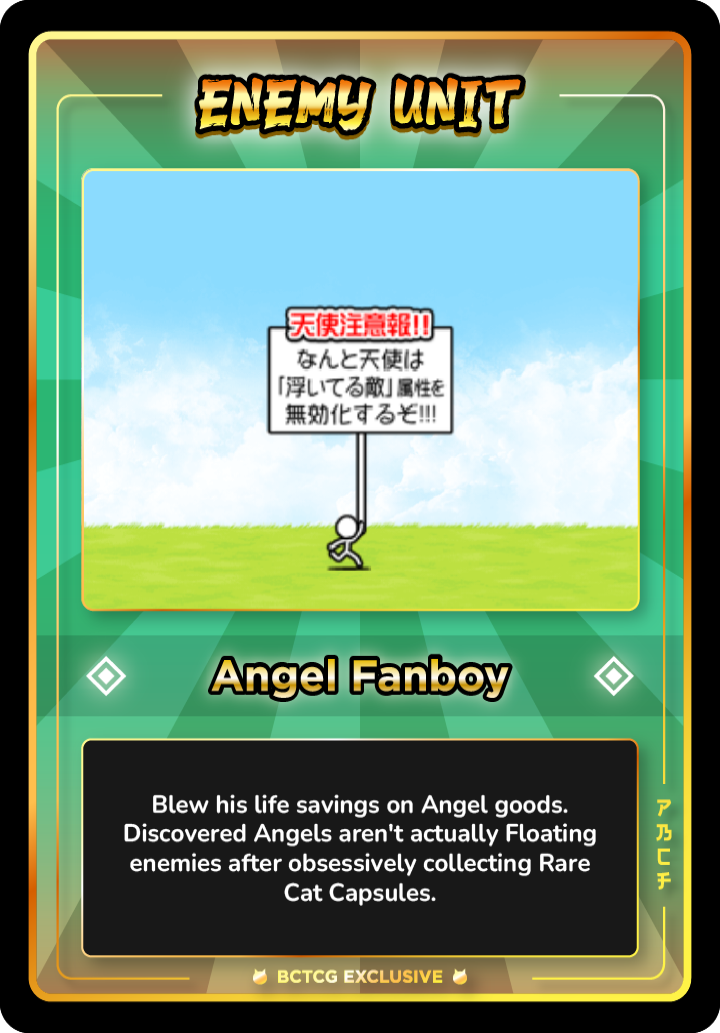 ENEMY UNIT
天使注意報!!
なんと天使は
「浮いてる敵」属性を
無効化するぞ!!!
Angel Fanboy
Blew his life savings on Angel goods.
Discovered Angels aren't actually Floating
enemies after obsessively collecting Rare
Cat Capsules.
ア乃匚チ
BCTCG EXCLUSIVE